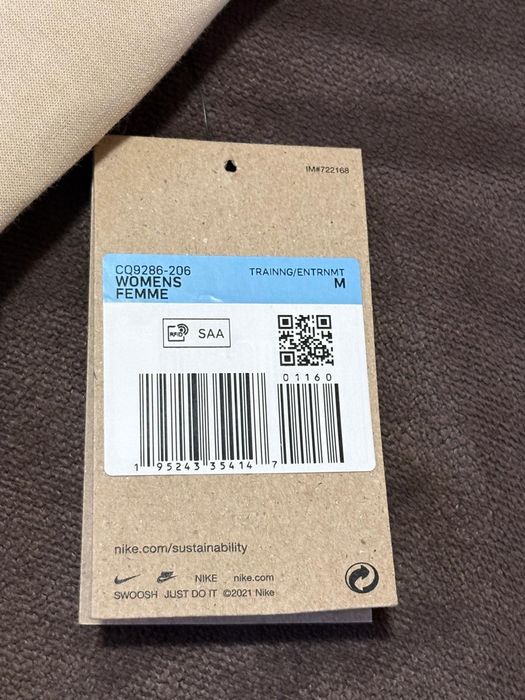 IM#722168
CQ9286-206 TRAINNG/ENTRNMT
WOMENS M
FEMME
RFID SAA
01160
1 95243 35414 7
nike.com/sustainability
NIKE nike.com
SWOOSH JUST DO IT ©2021 Nike